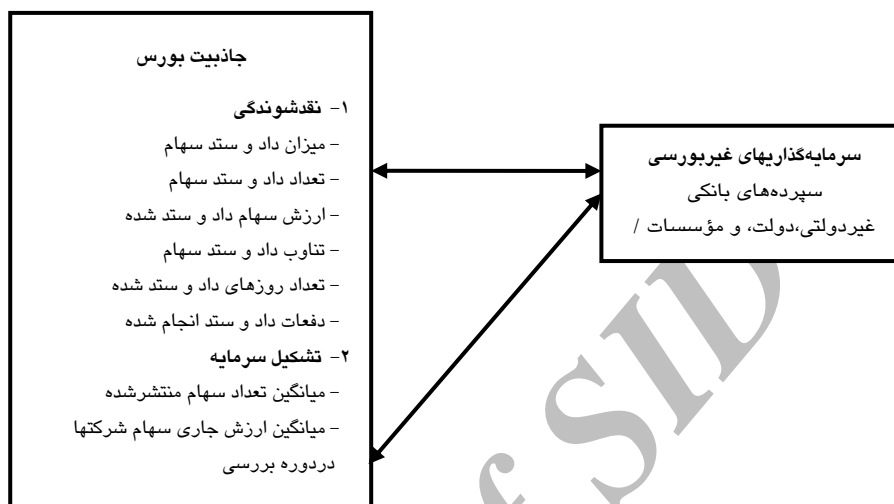 جاذبیت بورس
۱- نقدشوندگی
- میزان داد و ستد سهام
- تعداد داد و ستد سهام
- ارزش سهام داد و ستد شده
- تناوب داد و ستد سهام
- تعداد روزهای داد و ستد شده
- دفعات داد و ستد انجام شده
۲- تشکیل سرمایه
- میانگین تعداد سهام منتشرشده
- میانگین ارزش جاری سهام شرکتها
دردوره بررسی
سرمایه‌گذاریهای غیربورسی
سپرده‌های بانکی
غیردولتی،دولت، و مؤسسات /
f SID